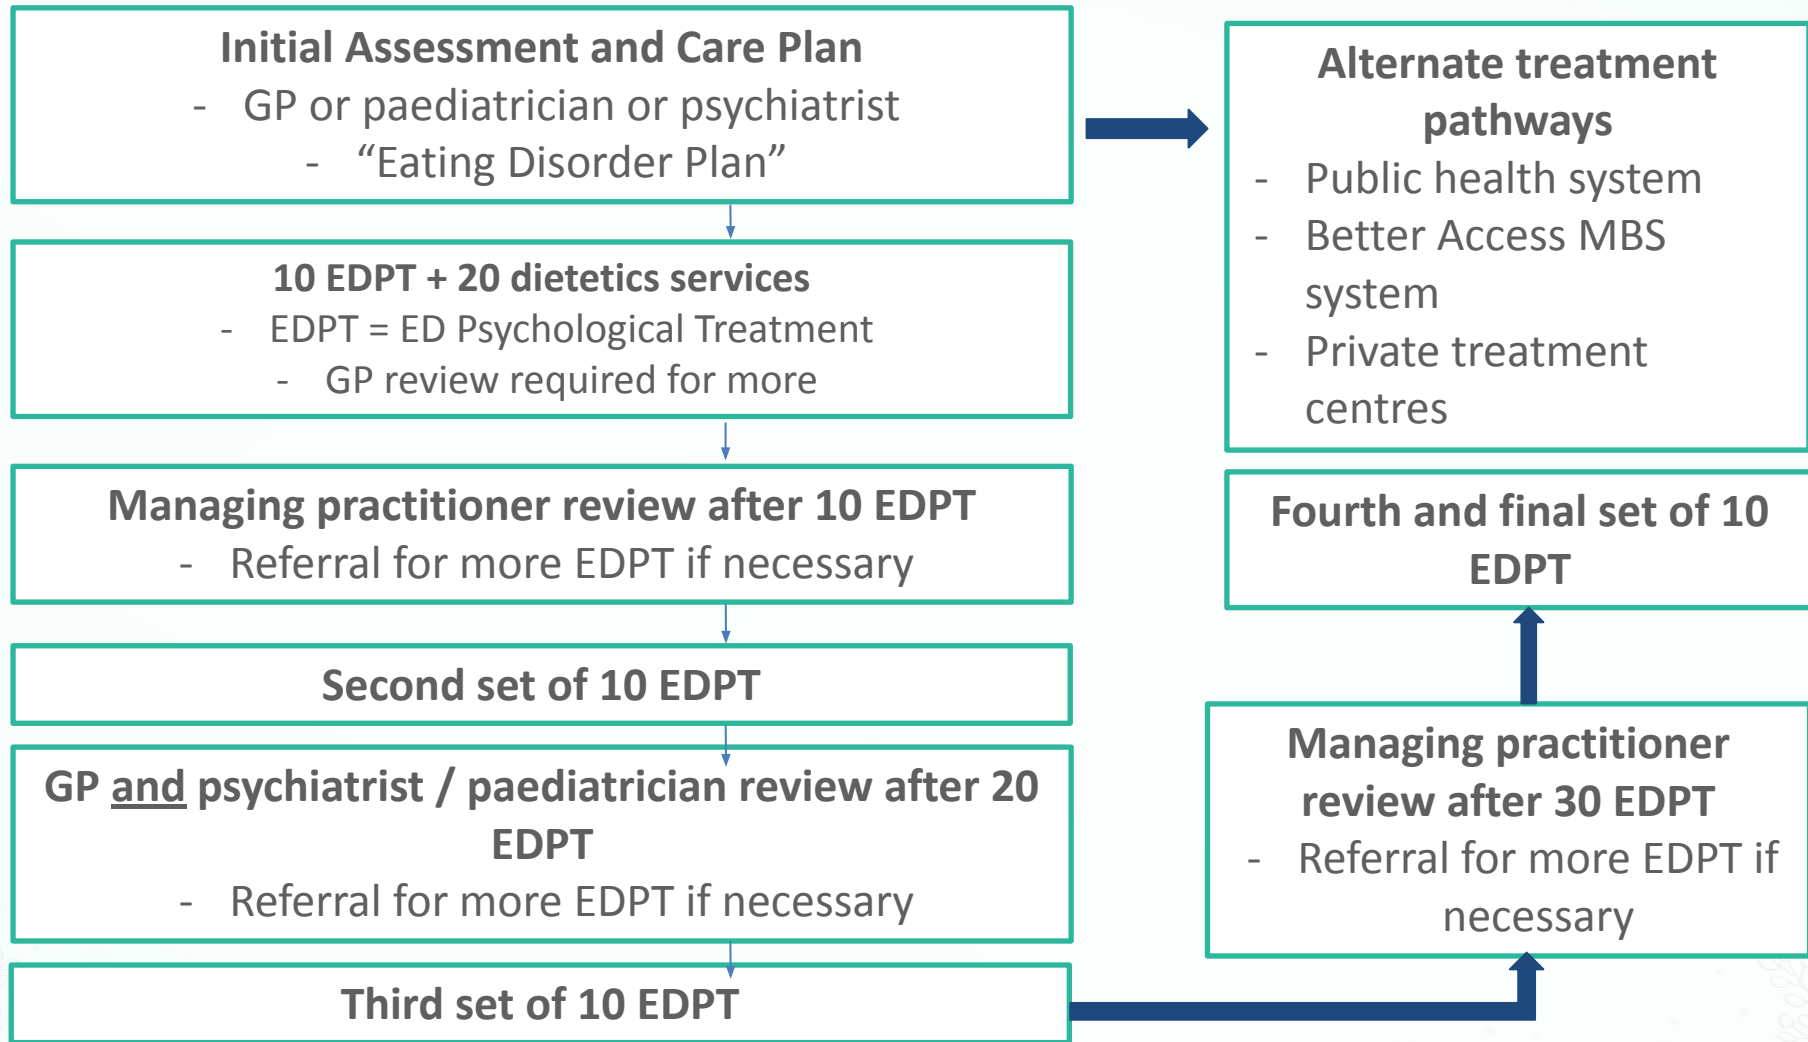 Initial Assessment and Care Plan
- GP or paediatrician or psychiatrist
- “Eating Disorder Plan”
10 EDPT + 20 dietetics services
- EDPT = ED Psychological Treatment
- GP review required for more
Managing practitioner review after 10 EDPT
- Referral for more EDPT if necessary
Second set of 10 EDPT
GP and psychiatrist / paediatrician review after 20
EDPT
- Referral for more EDPT if necessary
Third set of 10 EDPT
Alternate treatment
pathways
- Public health system
- Better Access MBS
system
- Private treatment
centres
Fourth and final set of 10
EDPT
Managing practitioner
review after 30 EDPT
- Referral for more EDPT if
necessary